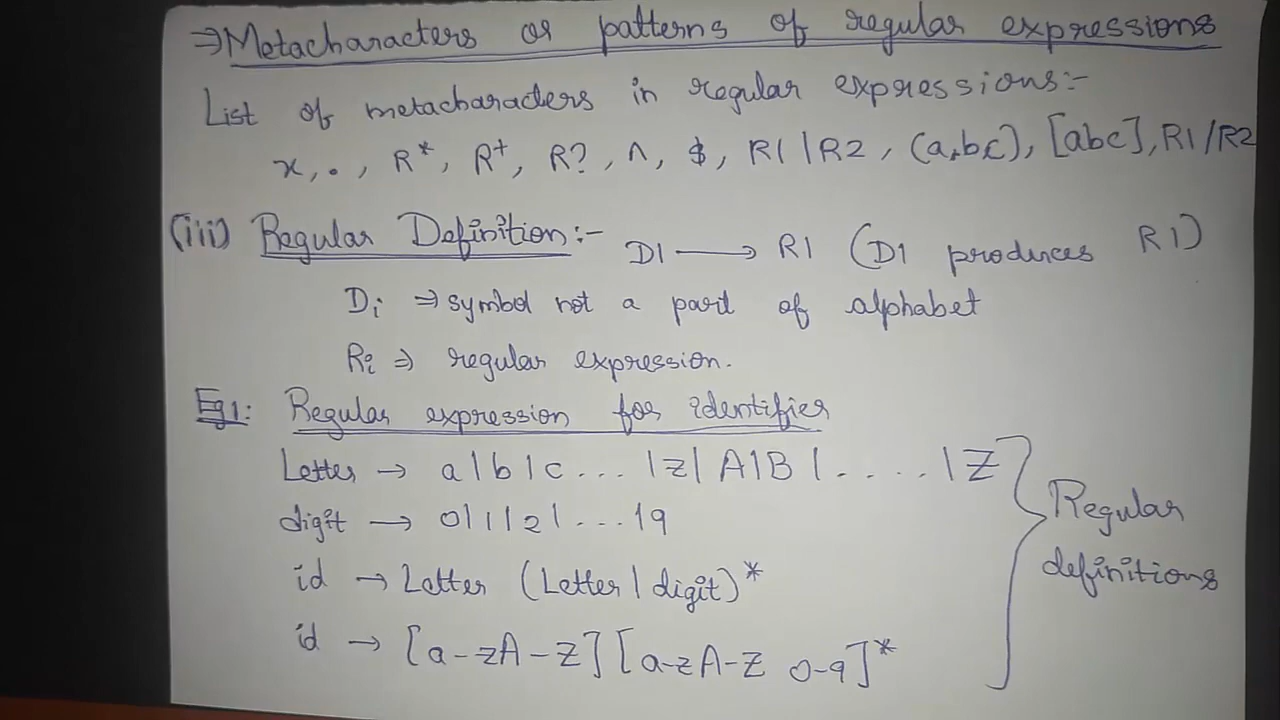 ⇒Metacharacters or patterns of regular expressions
List of metacharacters in regular expressions:-
x, ., R*, R+, R?, ^, $, R1|R2, (a,bc), [abc], R1/R2
(iii) Regular Definition:- D1 → R1 (D1 produces R1)
Di ⇒ symbol not a part of alphabet
Ri ⇒ regular expression.
Eg1: Regular expression for identifier
Letter → a|b|c...|z|A|B|.....|Z
digit → 0|1|2|...|9
id → Letter (Letter|digit)*
id → [a-zA-Z][a-zA-Z 0-9]*
Regular
definitions